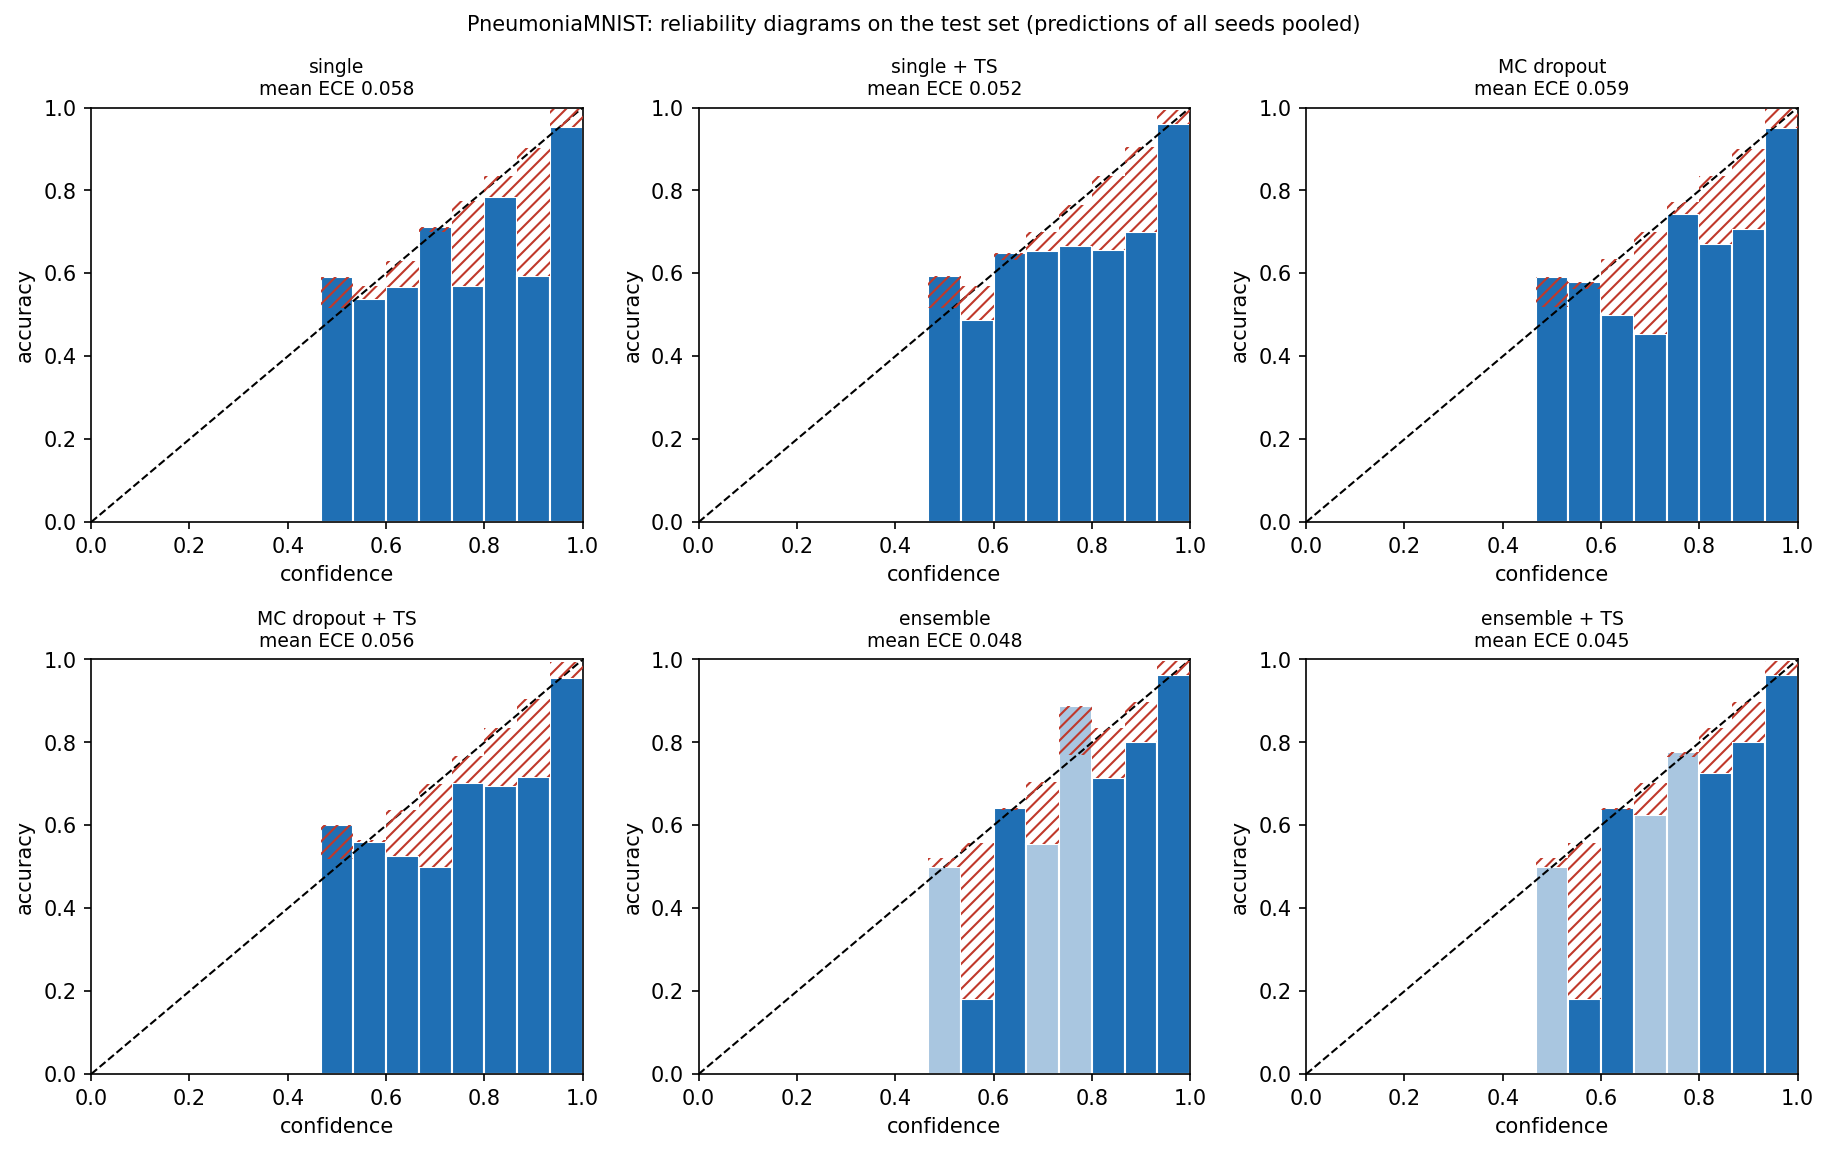 PneumoniaMNIST: reliability diagrams on the test set (predictions of all seeds pooled)
single
mean ECE 0.058
1.0
0.8
0.6
0.4
0.2
0.0
accuracy
0.0 0.2 0.4 0.6 0.8 1.0
confidence
single + TS
mean ECE 0.052
1.0
0.8
0.6
0.4
0.2
0.0
accuracy
0.0 0.2 0.4 0.6 0.8 1.0
confidence
MC dropout
mean ECE 0.059
1.0
0.8
0.6
0.4
0.2
0.0
accuracy
0.0 0.2 0.4 0.6 0.8 1.0
confidence
MC dropout + TS
mean ECE 0.056
1.0
0.8
0.6
0.4
0.2
0.0
accuracy
0.0 0.2 0.4 0.6 0.8 1.0
confidence
ensemble
mean ECE 0.048
1.0
0.8
0.6
0.4
0.2
0.0
accuracy
0.0 0.2 0.4 0.6 0.8 1.0
confidence
ensemble + TS
mean ECE 0.045
1.0
0.8
0.6
0.4
0.2
0.0
accuracy
0.0 0.2 0.4 0.6 0.8 1.0
confidence